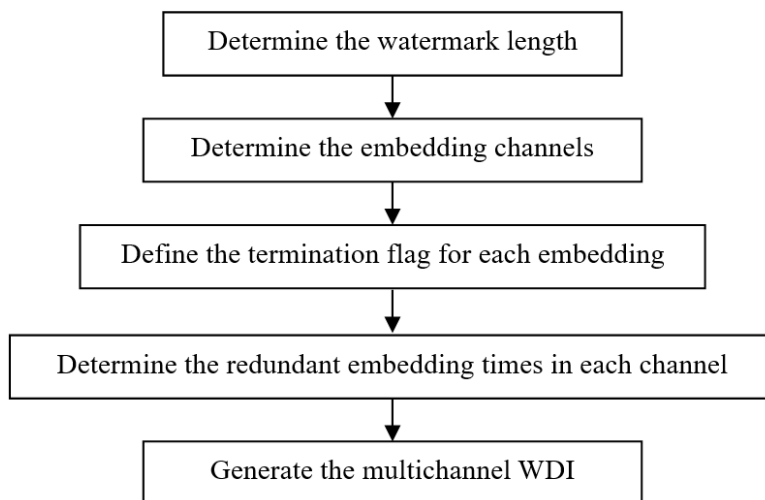 Determine the watermark length
Determine the embedding channels
Define the termination flag for each embedding
Determine the redundant embedding times in each channel
Generate the multichannel WDI